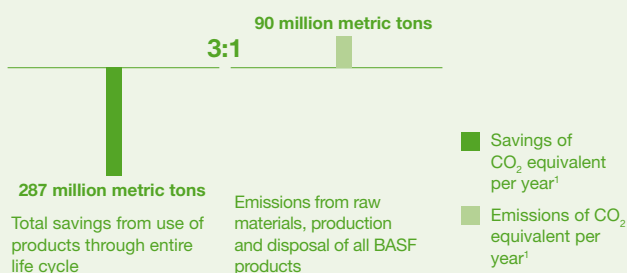 90 million metric tons
3:1
287 million metric tons
Total savings from use of
products through entire
life cycle
Emissions from raw
materials, production
and disposal of all BASF
products
Savings of
CO₂ equivalent
per year¹
Emissions of CO₂
equivalent per
year¹